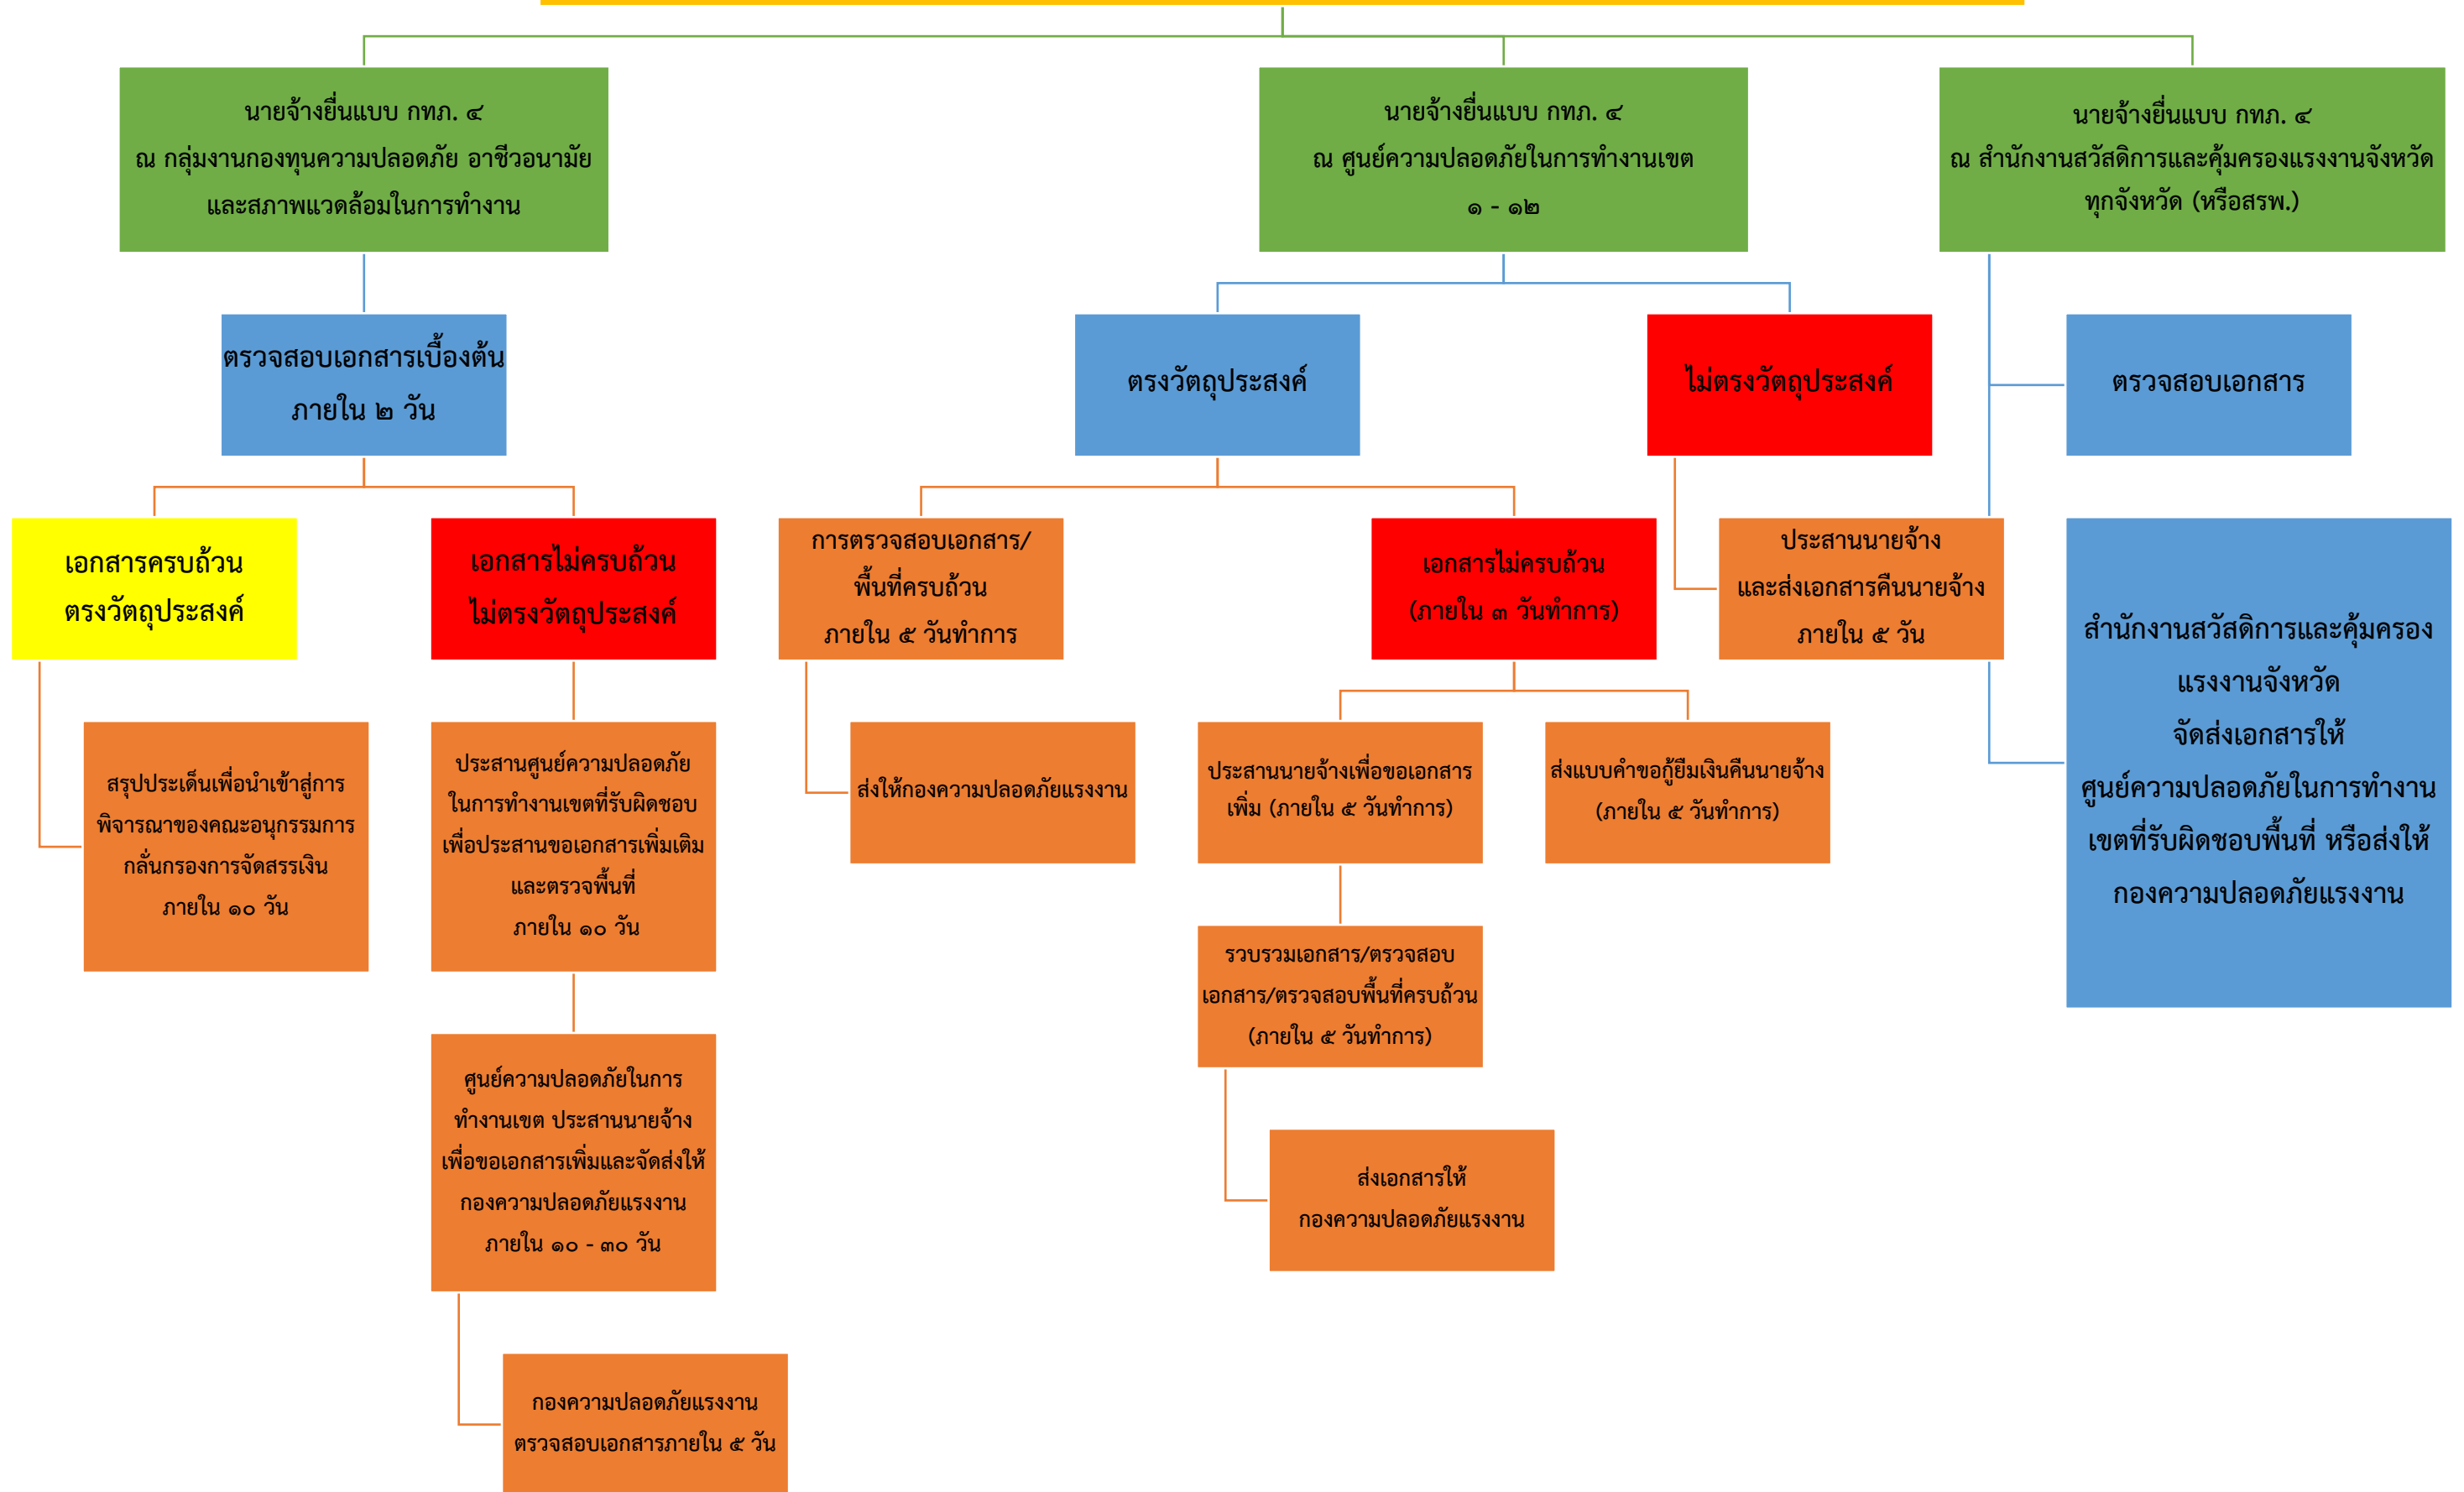 นายจ้างยื่นแบบ กทภ. ๔
ณ กลุ่มงานกองทุนความปลอดภัย อาชีวอนามัย
และสภาพแวดล้อมในการทำงาน
นายจ้างยื่นแบบ กทภ. ๔
ณ ศูนย์ความปลอดภัยในการทำงานเขต
๑ - ๑๒
นายจ้างยื่นแบบ กทภ. ๔
ณ สำนักงานสวัสดิการและคุ้มครองแรงงานจังหวัด
ทุกจังหวัด (หรือสรพ.)
ตรวจสอบเอกสารเบื้องต้น
ภายใน ๒ วัน
ตรงวัตถุประสงค์
ไม่ตรงวัตถุประสงค์
ตรวจสอบเอกสาร
เอกสารครบถ้วน
ตรงวัตถุประสงค์
เอกสารไม่ครบถ้วน
ไม่ตรงวัตถุประสงค์
การตรวจสอบเอกสาร/
พื้นที่ครบถ้วน
ภายใน ๕ วันทำการ
เอกสารไม่ครบถ้วน
(ภายใน ๓ วันทำการ)
ประสานนายจ้าง
และส่งเอกสารคืนนายจ้าง
ภายใน ๕ วัน
สำนักงานสวัสดิการและคุ้มครอง
แรงงานจังหวัด
จัดส่งเอกสารให้
ศูนย์ความปลอดภัยในการทำงาน
เขตที่รับผิดชอบพื้นที่ หรือส่งให้
กองความปลอดภัยแรงงาน
สรุปประเด็นเพื่อนำเข้าสู่การ
พิจารณาของคณะอนุกรรมการ
กลั่นกรองการจัดสรรเงิน
ภายใน ๑๐ วัน
ประสานศูนย์ความปลอดภัย
ในการทำงานเขตที่รับผิดชอบ
เพื่อประสานขอเอกสารเพิ่มเติม
และตรวจพื้นที่
ภายใน ๑๐ วัน
ส่งให้กองความปลอดภัยแรงงาน
ประสานนายจ้างเพื่อขอเอกสาร
เพิ่ม (ภายใน ๕ วันทำการ)
ส่งแบบคำขอกู้ยืมเงินคืนนายจ้าง
(ภายใน ๕ วันทำการ)
รวบรวมเอกสาร/ตรวจสอบ
เอกสาร/ตรวจสอบพื้นที่ครบถ้วน
(ภายใน ๕ วันทำการ)
ศูนย์ความปลอดภัยในการ
ทำงานเขต ประสานนายจ้าง
เพื่อขอเอกสารเพิ่มและจัดส่งให้
กองความปลอดภัยแรงงาน
ภายใน ๑๐ - ๓๐ วัน
ส่งเอกสารให้
กองความปลอดภัยแรงงาน
กองความปลอดภัยแรงงาน
ตรวจสอบเอกสารภายใน ๕ วัน